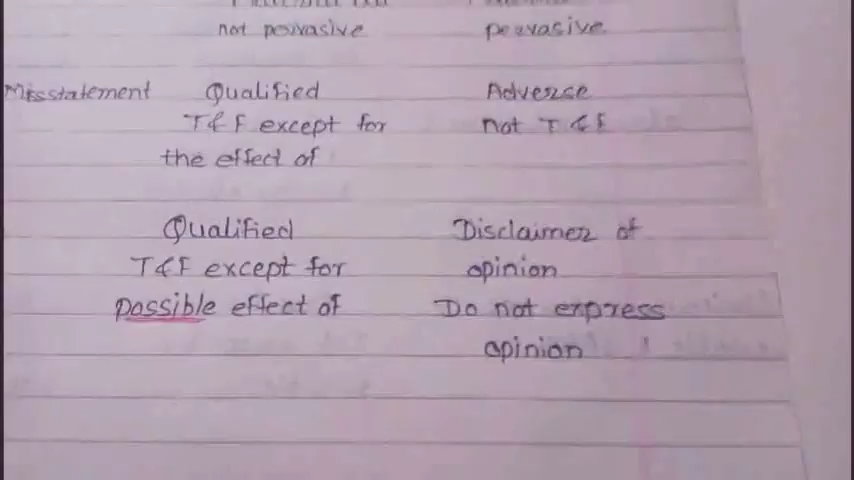 not pervasive pervasive
Misstatement Qualified Adverse
T&F except for not T&F
the effect of
Qualified Disclaimer of
T&F except for opinion
possible effect of Do not express
opinion